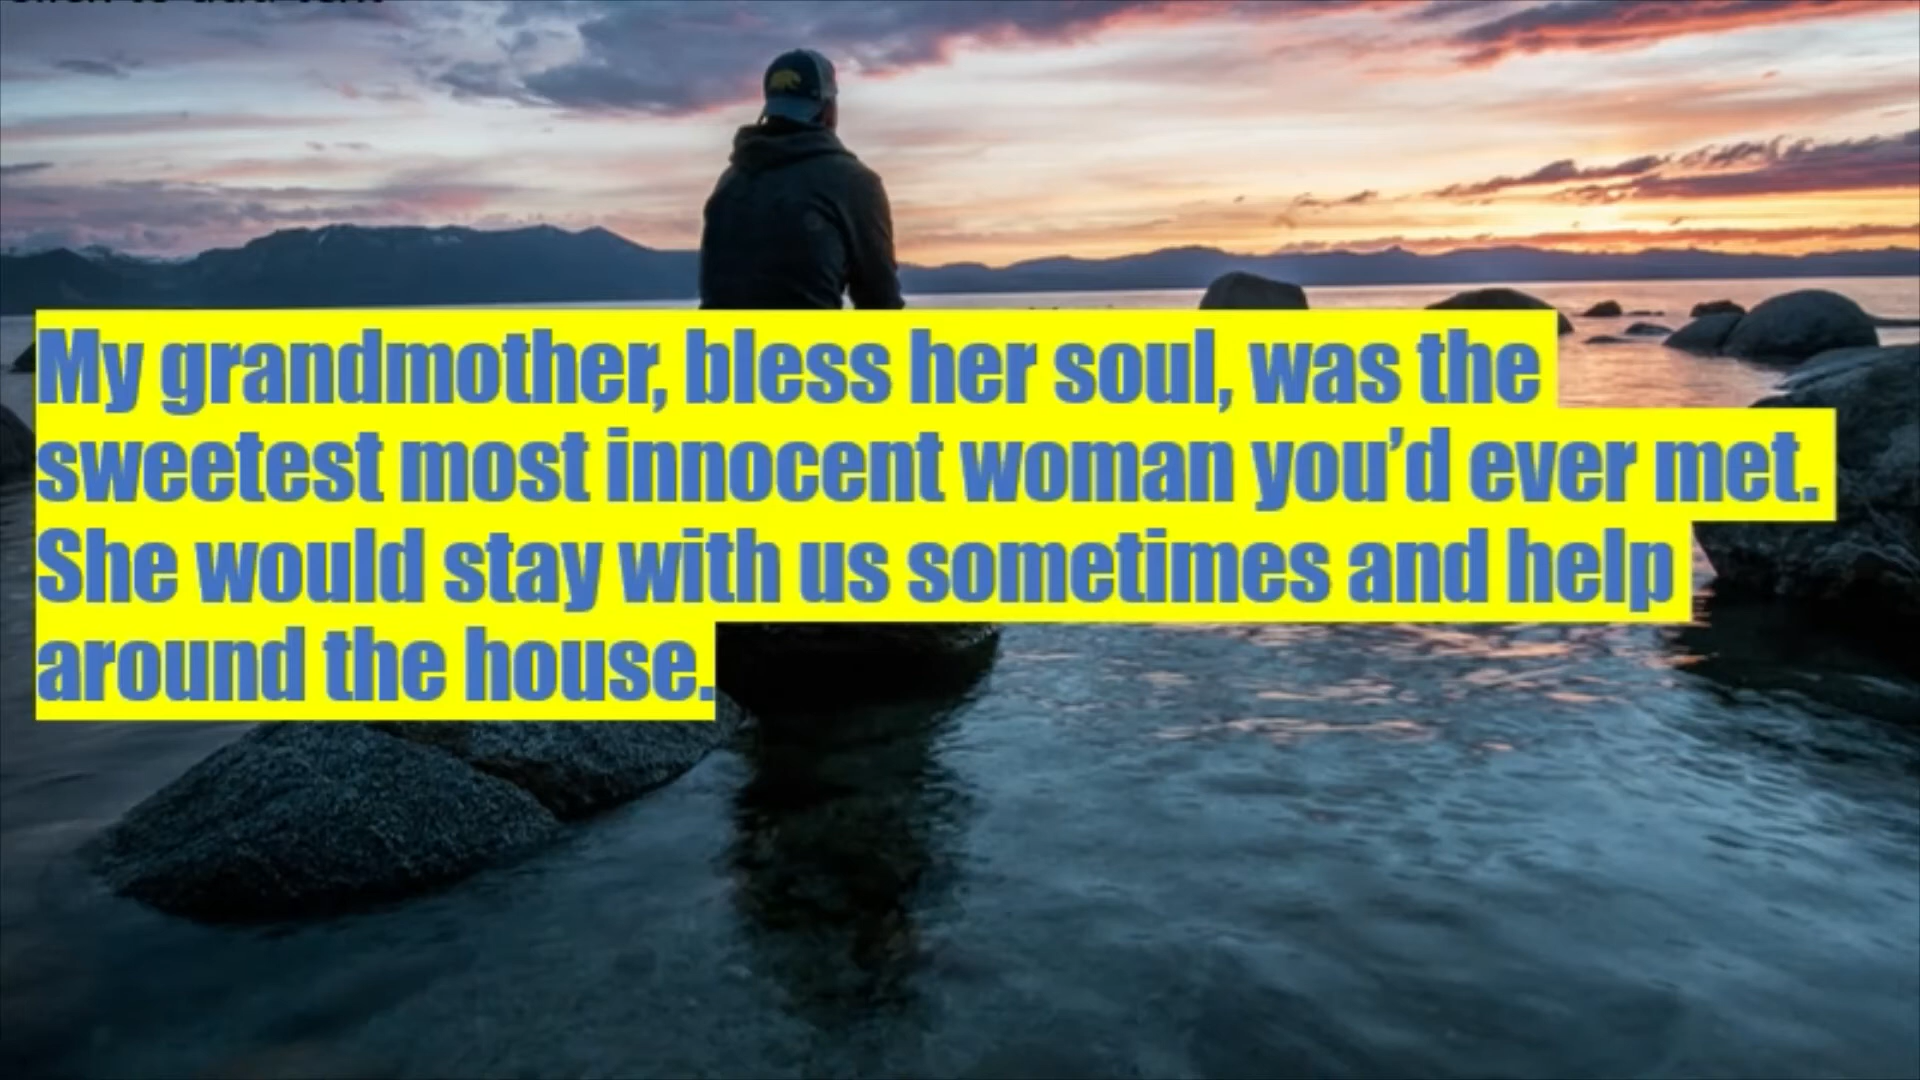 My grandmother, bless her soul, was the
sweetest most innocent woman you’d ever met.
She would stay with us sometimes and help
around the house.